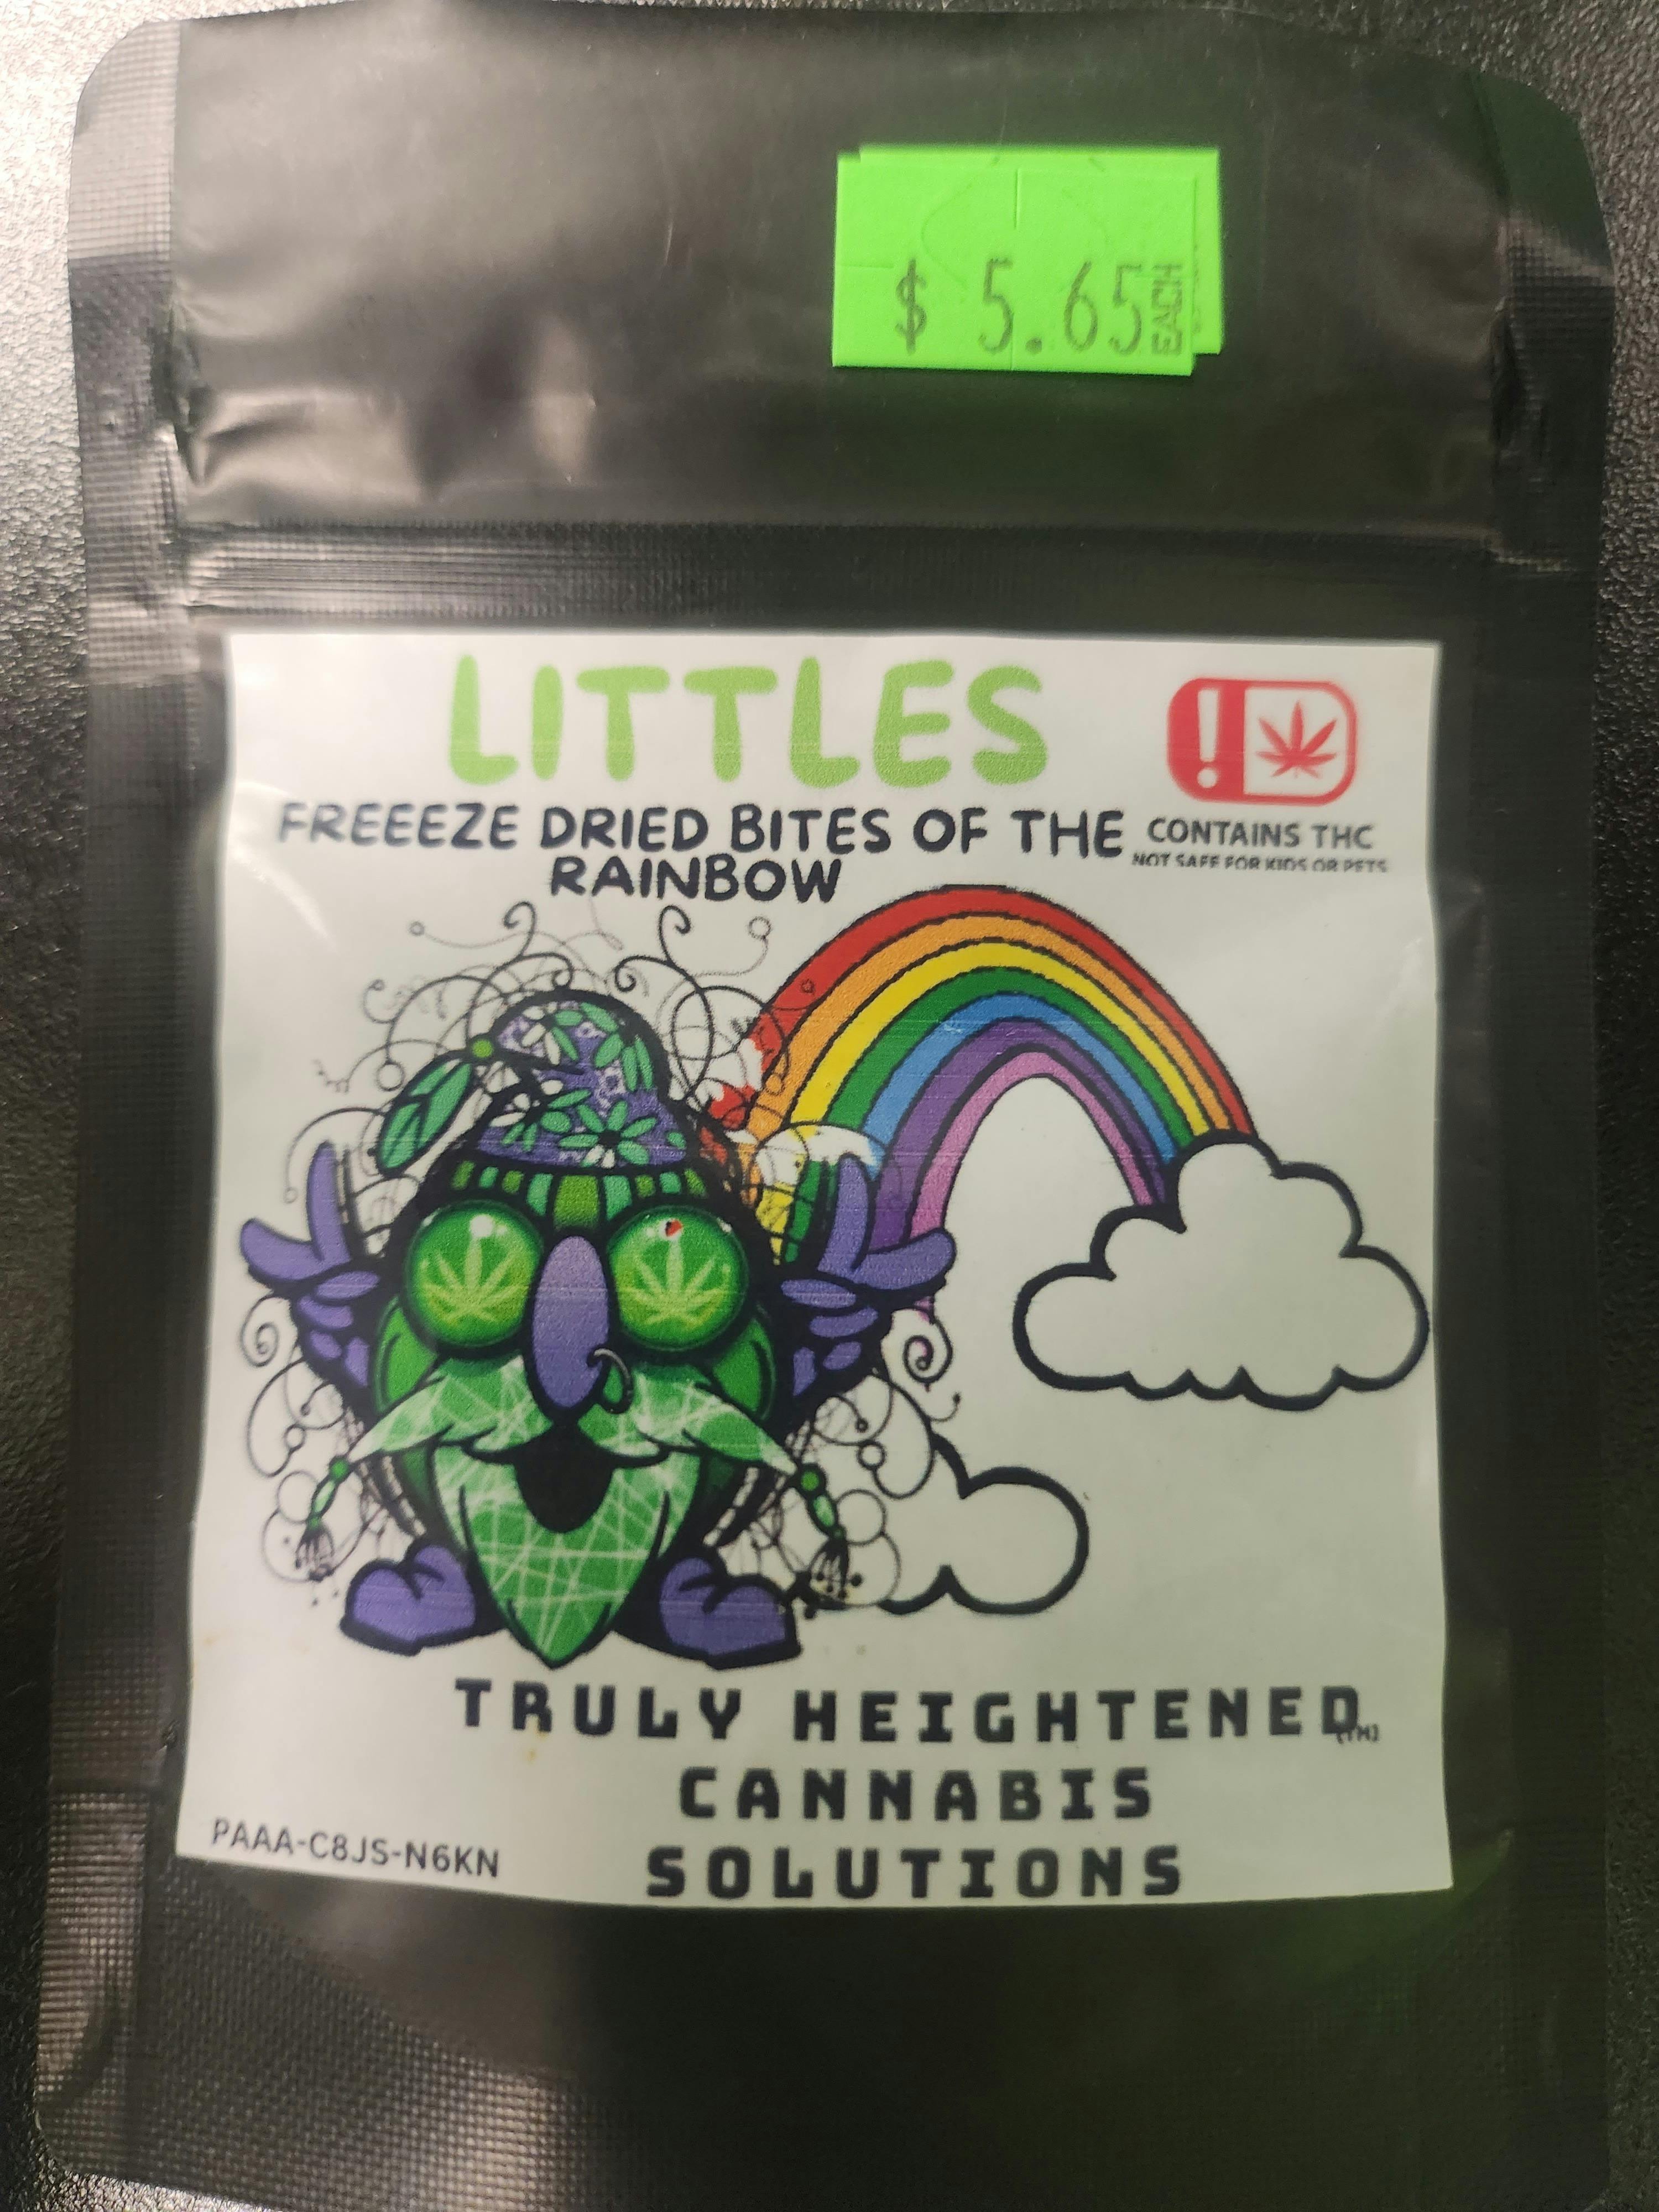 $ 5.65 EACH
LITTLES
FREEEZE DRIED BITES OF THE
RAINBOW
CONTAINS THC
NOT SAFE FOR KIDS OR PETS
TRULY HEIGHTENED (TM)
CANNABIS
SOLUTIONS
PAAA-C8JS-N6KN